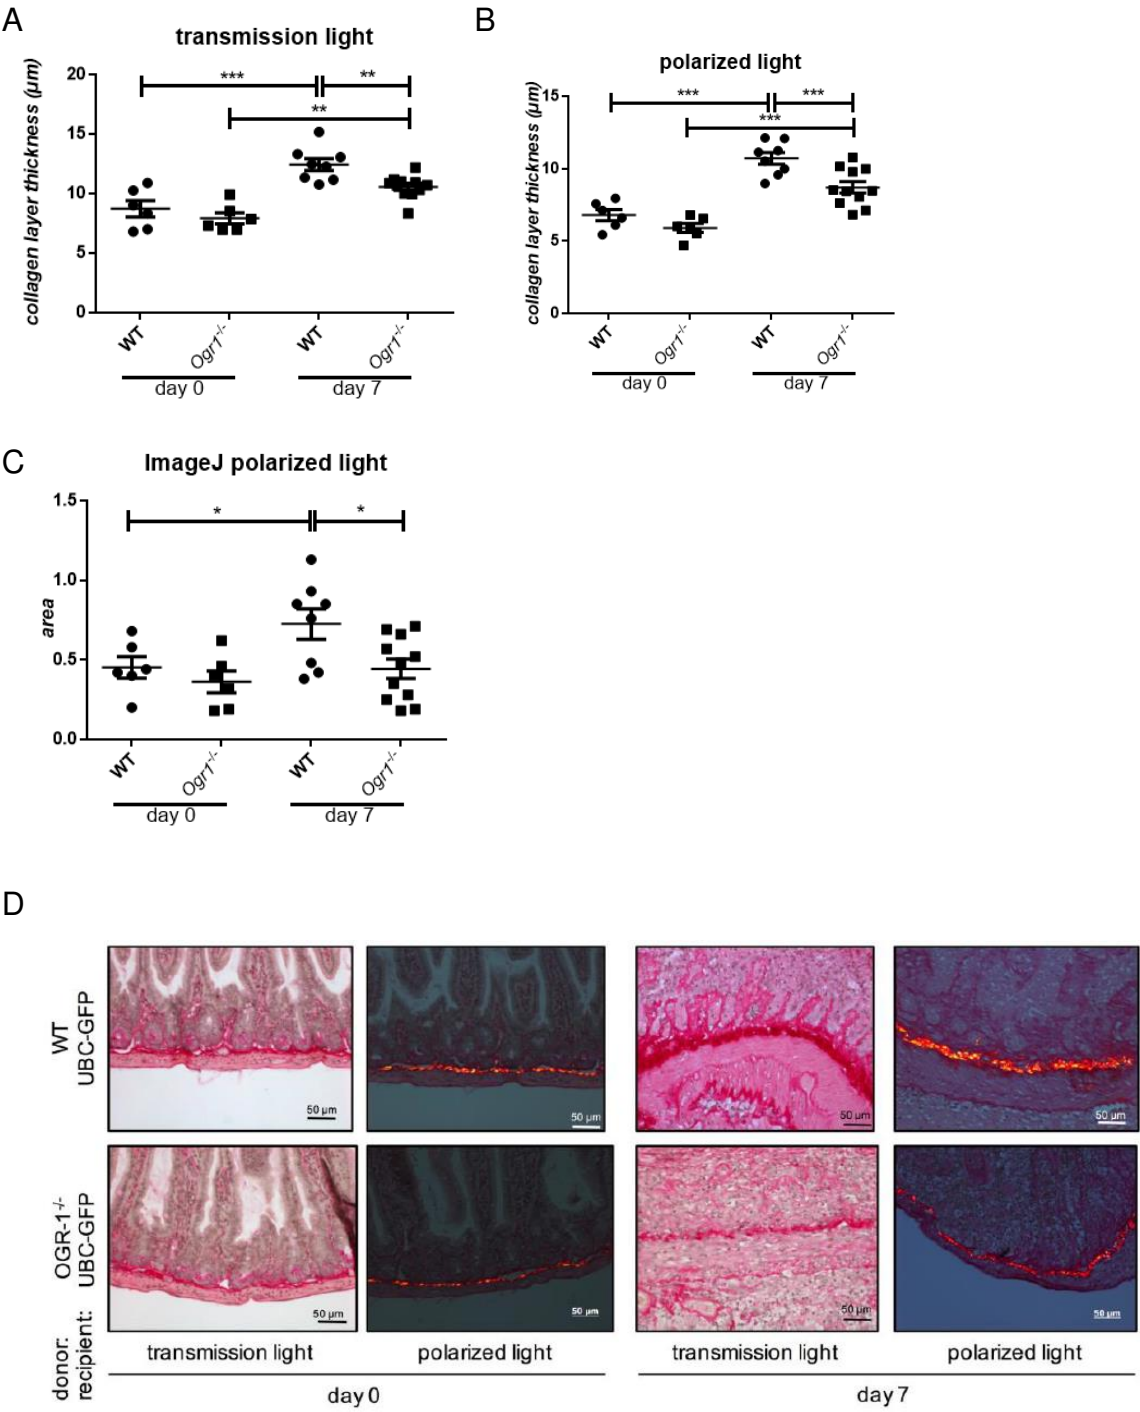 A
transmission light
collagen layer thickness (µm)
20
15
10
5
0
***
**
**
WT
Ogr1-/-
WT
Ogr1-/-
day 0
day 7
B
polarized light
collagen layer thickness (µm)
15
10
5
0
***
***
***
WT
Ogr1-/-
WT
Ogr1-/-
day 0
day 7
C
ImageJ polarized light
area
1.5
1.0
0.5
0.0
*
*
WT
Ogr1-/-
WT
Ogr1-/-
day 0
day 7
D
WT
UBC-GFP
50 µm
50 µm
50 µm
50 µm
OGR-1-/-
UBC-GFP
50 µm
50 µm
50 µm
50 µm
donor:
recipient:
transmission light
polarized light
transmission light
polarized light
day 0
day 7